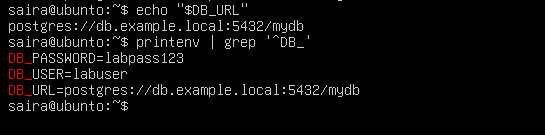 saira@ubuntu:~$ echo "$DB_URL"
postgres://db.example.local:5432/mydb
saira@ubunto:~$ printenv | grep '^DB_'
DB_PASSWORD=labpass123
DB_USER=labuser
DB_URL=postgres://db.example.local:5432/mydb
saira@ubunto:~$